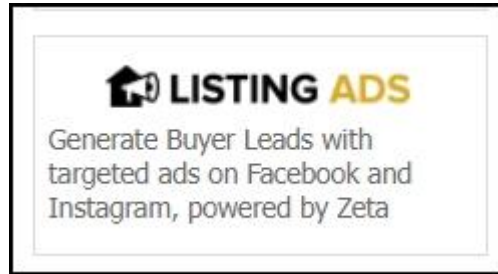 LISTING ADS
Generate Buyer Leads with
targeted ads on Facebook and
Instagram, powered by Zeta